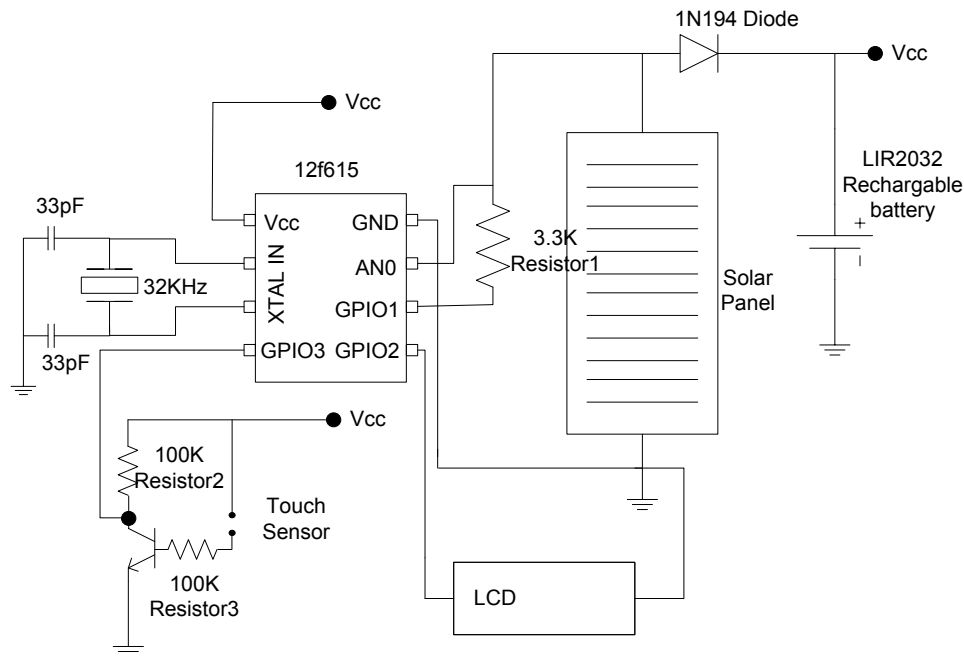 1N194 Diode
Vcc
Vcc
12f615
33pF
Vcc
GND
LIR2032
Rechargable
battery
+
3.3K
Resistor1
XTAL IN
AN0
32KHz
Solar
Panel
GPIO1
33pF
GPIO3
GPIO2
Vcc
100K
Resistor2
Touch
Sensor
100K
Resistor3
LCD